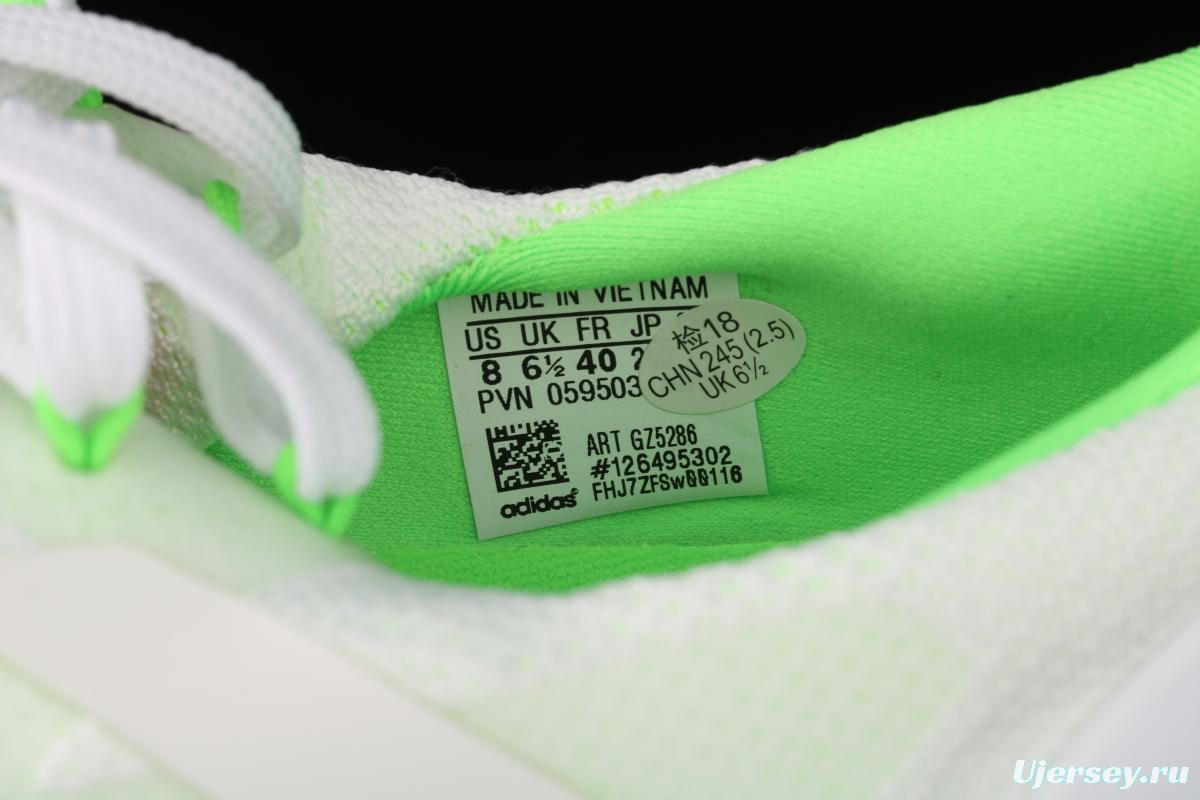 MADE IN VIETNAM
US UK FR JP
8 6½ 40
PVN 059503
检18
CHN 245 (2.5)
UK 6½
ART GZ5286
#126495302
FHJ7ZFSw00116
adidas
Ujersey.ru